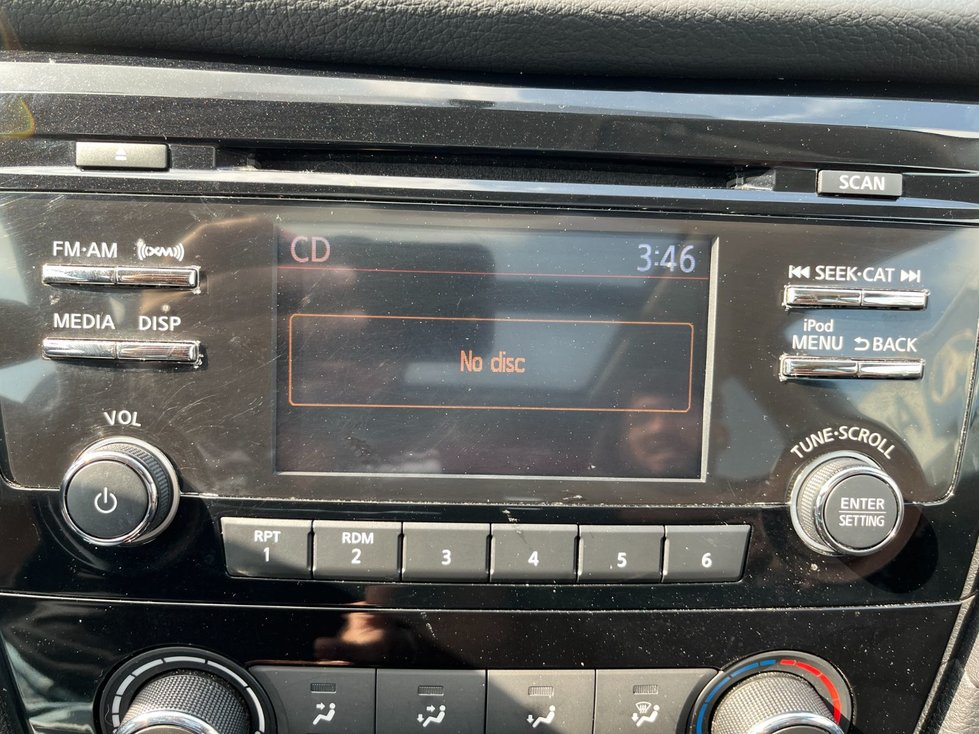 SCAN
FM·AM ((XM))
CD 3:46
SEEK·CAT
MEDIA DISP
iPod
MENU BACK
No disc
VOL
TUNE·SCROLL
ENTER
SETTING
RPT
1
RDM
2
3
4
5
6